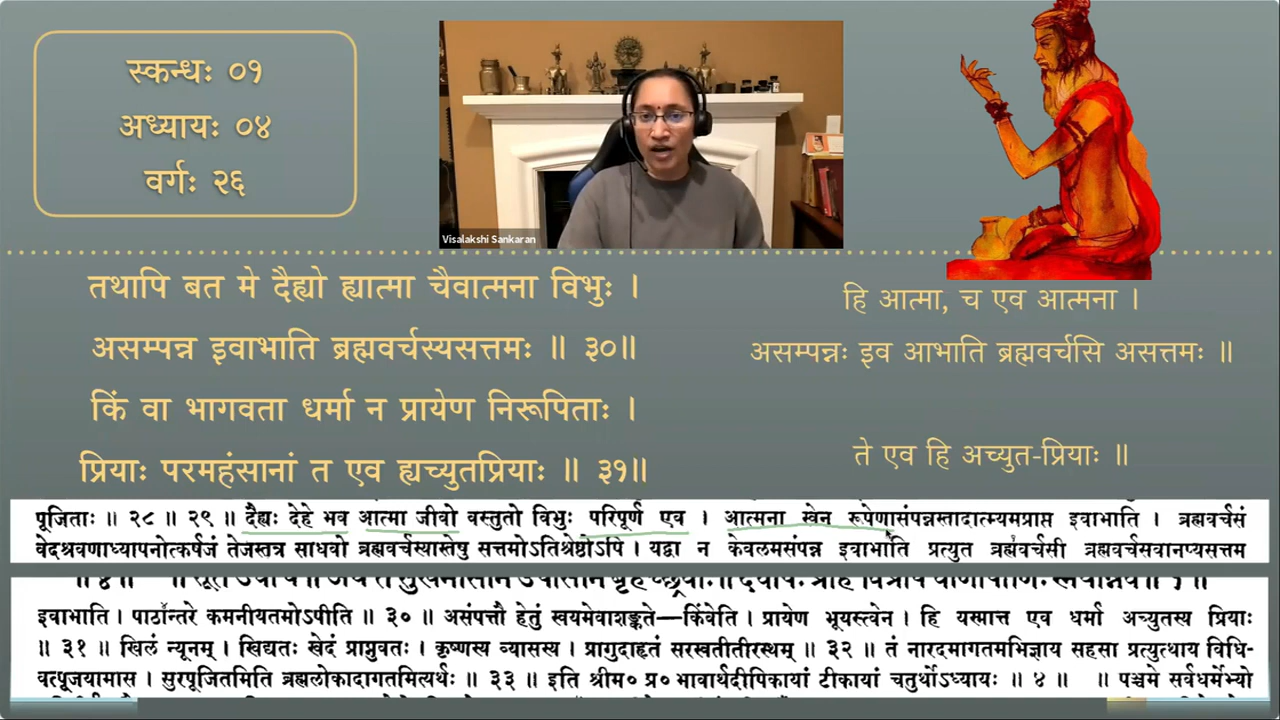 स्कन्धः ०१
अध्यायः ०४
वर्गः २६
Visalakshi Sankaran
तथापि बत मे दैह्यो ह्यात्मा चैवात्मना विभुः ।
असम्पन्न इवाभाति ब्रह्मवर्चस्यसत्तमः ॥ ३०॥
किं वा भागवता धर्मा न प्रायेण निरूपिताः ।
प्रियाः परमहंसानां त एव ह्यच्युतप्रियाः ॥ ३१॥
हि आत्मा, च एव आत्मना ।
असम्पन्नः इव आभाति ब्रह्मवर्चसि असत्तमः ॥
ते एव हि अच्युत-प्रियाः ॥
पूजिताः ॥ २८ ॥ २९ ॥ दैह्यः देहे भव आत्मा जीवो वस्तुतो विभुः परिपूर्ण एव । आत्मना स्वेन रूपेणासंपन्नस्तादात्म्यमप्राप्त इवाभाति । ब्रह्मवर्चसं
वेदश्रवणाध्यापनोत्कर्षजं तेजस्तत्र साधवो ब्रह्मवर्चस्यास्तेषु सत्तमोऽतिश्रेष्ठोऽपि । यद्वा न केवलमसंपन्न इवाभाति प्रत्युत ब्रह्मवर्चसी ब्रह्मवर्चसवानप्यसत्तम
इवाभाति । पाठान्तरे कमनीयतमोऽपीति ॥ ३० ॥ असंपत्तौ हेतुं स्वयमेवाशङ्कते—किंवेति । प्रायेण भूयस्त्वेन । हि यस्मात्त एव धर्मा अच्युतस्य प्रियाः
॥ ३१ ॥ खिलं न्यूनम् । खिद्यतः खेदं प्राप्नुवतः । कृष्णस्य व्यासस्य । प्रागुदाहृतं सरस्वतीतीरस्थम् ॥ ३२ ॥ तं नारदमागतमभिज्ञाय सहसा प्रत्युत्थाय विधि-
वत्पूजयामास । सुरपूजितमिति ब्रह्मलोकादागतमित्यर्थः ॥ ३३ ॥ इति श्रीम० प्र० भावार्थदीपिकायां टीकायां चतुर्थोऽध्यायः ॥ ४ ॥ ॥ पञ्चमे सर्वधर्मेभ्यो